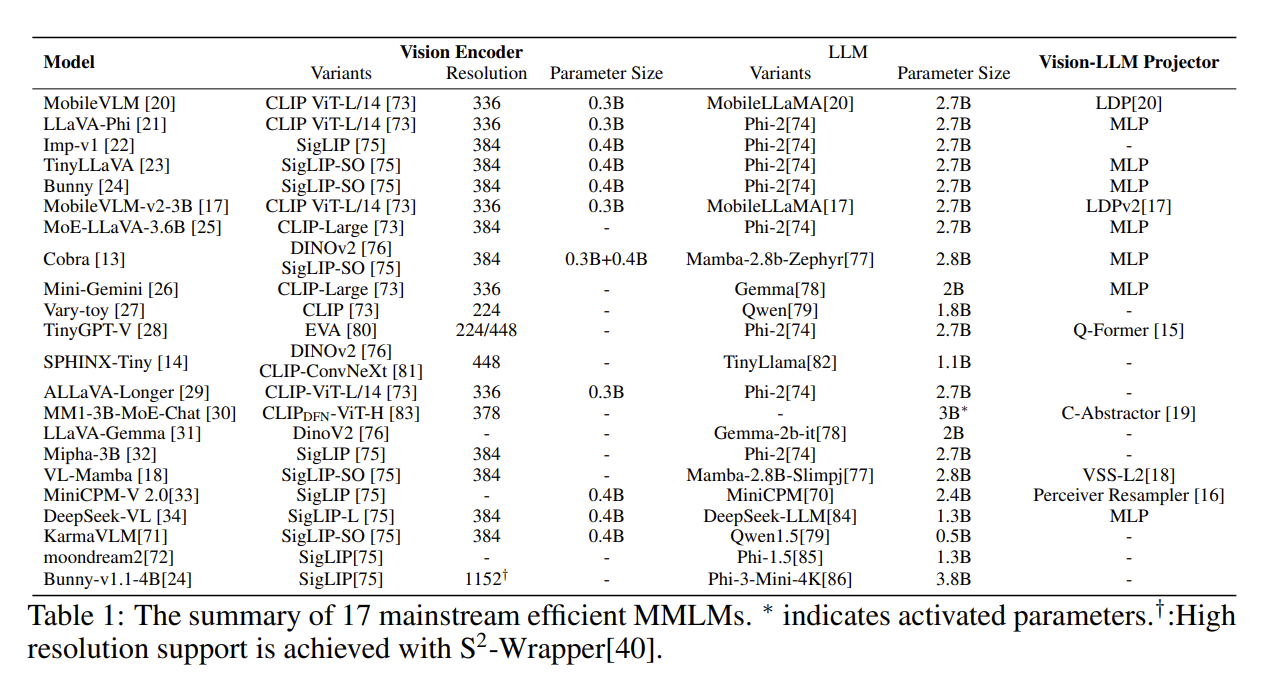 Model Vision Encoder LLM Vision-LLM Projector
Variants Resolution Parameter Size Variants Parameter Size
MobileVLM [20] CLIP ViT-L/14 [73] 336 0.3B MobileLLaMA[20] 2.7B LDP[20]
LLaVA-Phi [21] CLIP ViT-L/14 [73] 336 0.3B Phi-2[74] 2.7B MLP
Imp-v1 [22] SigLIP [75] 384 0.4B Phi-2[74] 2.7B -
TinyLLaVA [23] SigLIP-SO [75] 384 0.4B Phi-2[74] 2.7B MLP
Bunny [24] SigLIP-SO [75] 384 0.4B Phi-2[74] 2.7B MLP
MobileVLM-v2-3B [17] CLIP ViT-L/14 [73] 336 0.3B MobileLLaMA[17] 2.7B LDPv2[17]
MoE-LLaVA-3.6B [25] CLIP-Large [73] 384 - Phi-2[74] 2.7B MLP
DINOv2 [76]
Cobra [13] 384 0.3B+0.4B Mamba-2.8b-Zephyr[77] 2.8B MLP
SigLIP-SO [75]
Mini-Gemini [26] CLIP-Large [73] 336 - Gemma[78] 2B MLP
Vary-toy [27] CLIP [73] 224 - Qwen[79] 1.8B -
TinyGPT-V [28] EVA [80] 224/448 - Phi-2[74] 2.7B Q-Former [15]
DINOv2 [76]
SPHINX-Tiny [14] 448 - TinyLlama[82] 1.1B -
CLIP-ConvNeXt [81]
ALLaVA-Longer [29] CLIP-ViT-L/14 [73] 336 0.3B Phi-2[74] 2.7B -
MM1-3B-MoE-Chat [30] CLIP_DFN-ViT-H [83] 378 - - 3B* C-Abstractor [19]
LLaVA-Gemma [31] DinoV2 [76] - - Gemma-2b-it[78] 2B -
Mipha-3B [32] SigLIP [75] 384 - Phi-2[74] 2.7B -
VL-Mamba [18] SigLIP-SO [75] 384 - Mamba-2.8B-Slimpj[77] 2.8B VSS-L2[18]
MiniCPM-V 2.0[33] SigLIP [75] - 0.4B MiniCPM[70] 2.4B Perceiver Resampler [16]
DeepSeek-VL [34] SigLIP-L [75] 384 0.4B DeepSeek-LLM[84] 1.3B MLP
KarmaVLM[71] SigLIP-SO [75] 384 0.4B Qwen1.5[79] 0.5B -
moondream2[72] SigLIP[75] - - Phi-1.5[85] 1.3B -
Bunny-v1.1-4B[24] SigLIP[75] 1152† - Phi-3-Mini-4K[86] 3.8B -
Table 1: The summary of 17 mainstream efficient MMLMs. * indicates activated parameters.†:High
resolution support is achieved with S²-Wrapper[40].